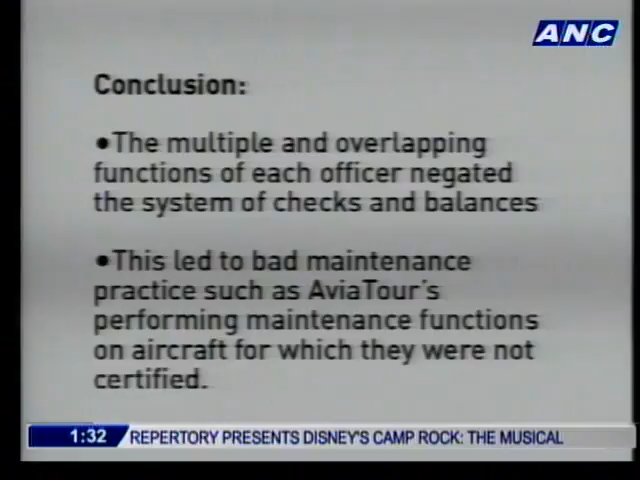 ANC
Conclusion:
•The multiple and overlapping
functions of each officer negated
the system of checks and balances
•This led to bad maintenance
practice such as AviaTour's
performing maintenance functions
on aircraft for which they were not
certified.
1:32 REPERTORY PRESENTS DISNEY'S CAMP ROCK: THE MUSICAL